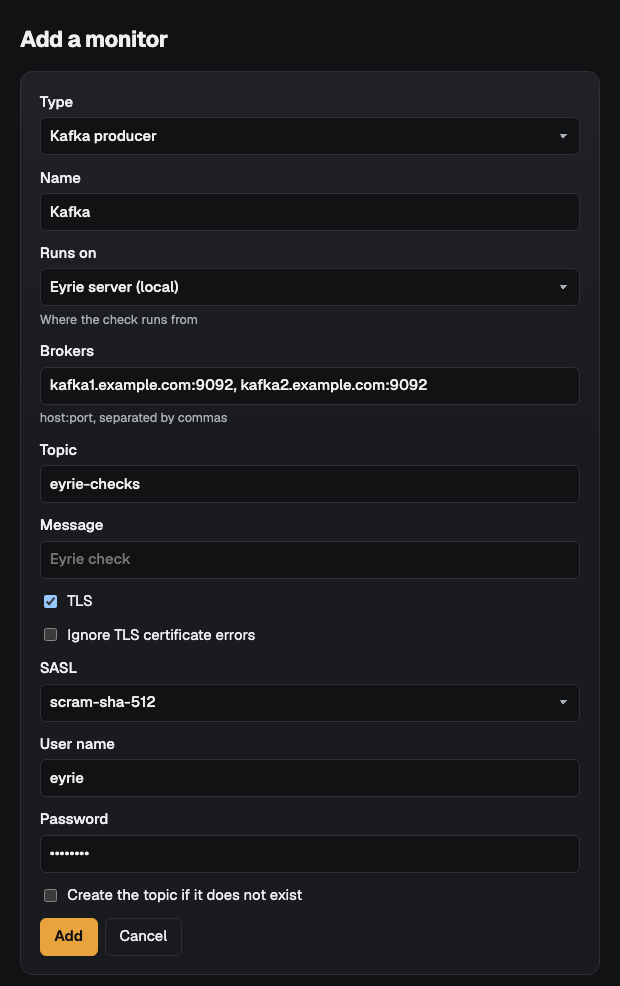 Add a monitor
Type
Kafka producer
Name
Kafka
Runs on
Eyrie server (local)
Where the check runs from
Brokers
kafka1.example.com:9092, kafka2.example.com:9092
host:port, separated by commas
Topic
eyrie-checks
Message
Eyrie check
TLS
Ignore TLS certificate errors
SASL
scram-sha-512
User name
eyrie
Password
••••••••
Create the topic if it does not exist
Add
Cancel